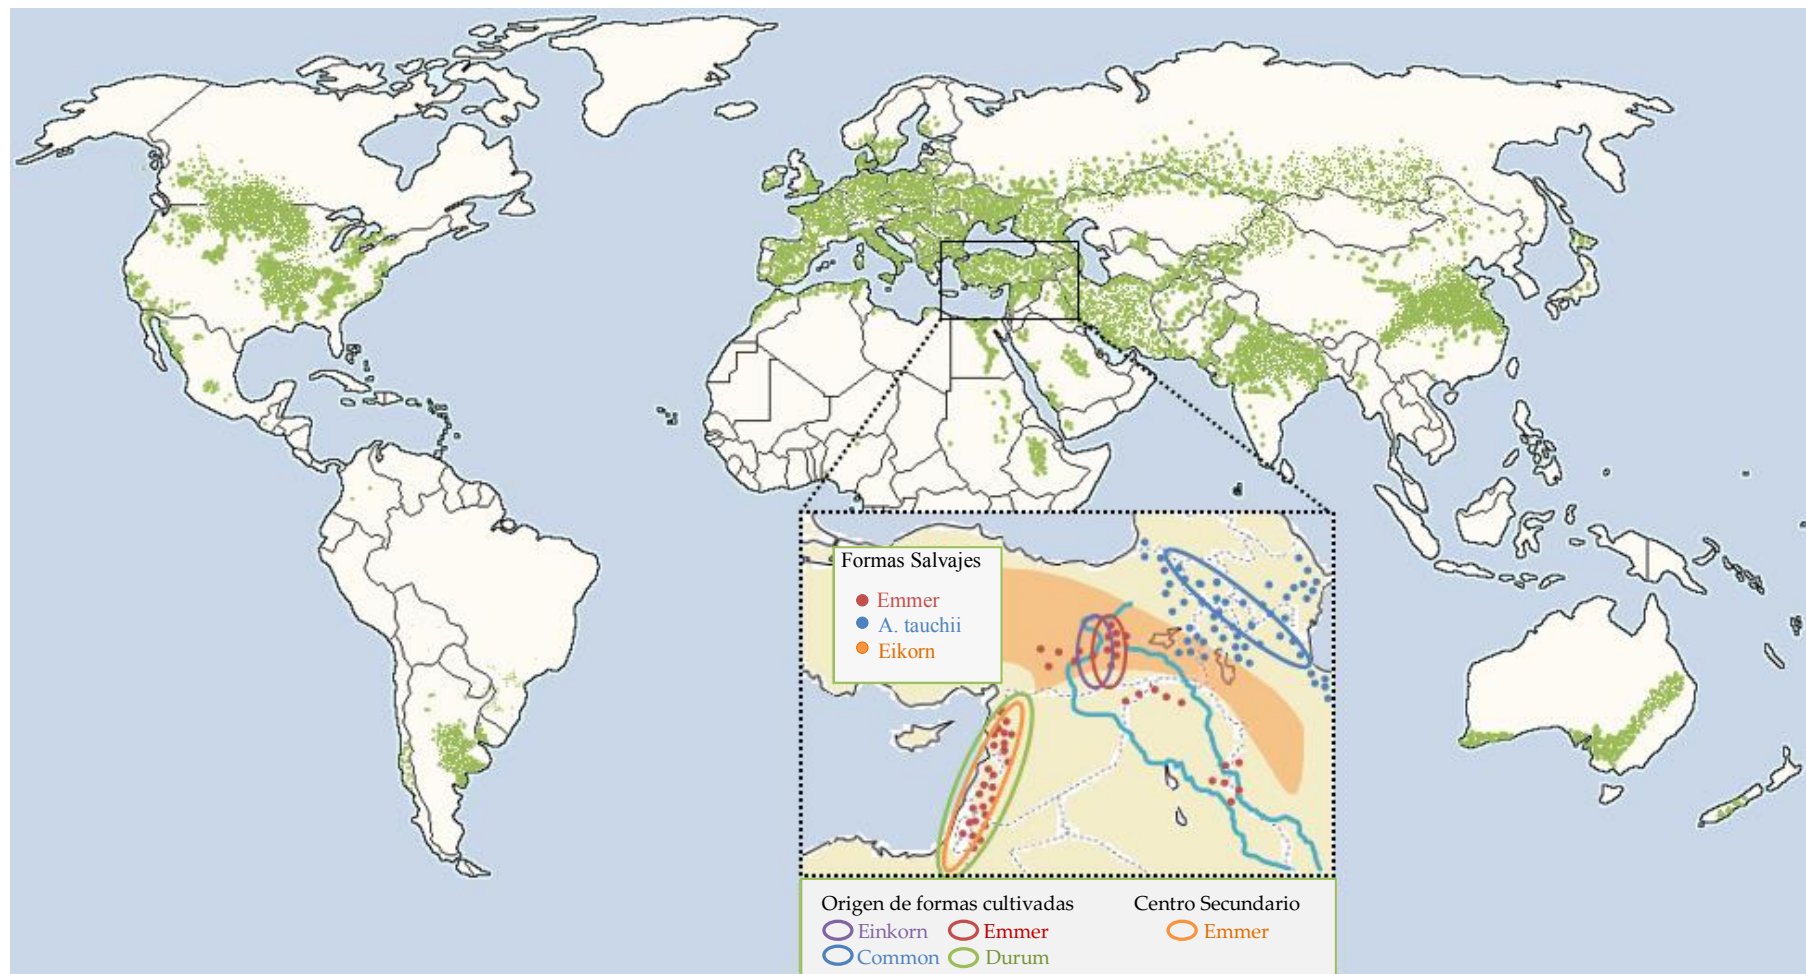 Formas Salvajes
Emmer
A. tauchii
Eikorn
Origen de formas cultivadas
Centro Secundario
Einkorn
Emmer
Emmer
Common
Durum